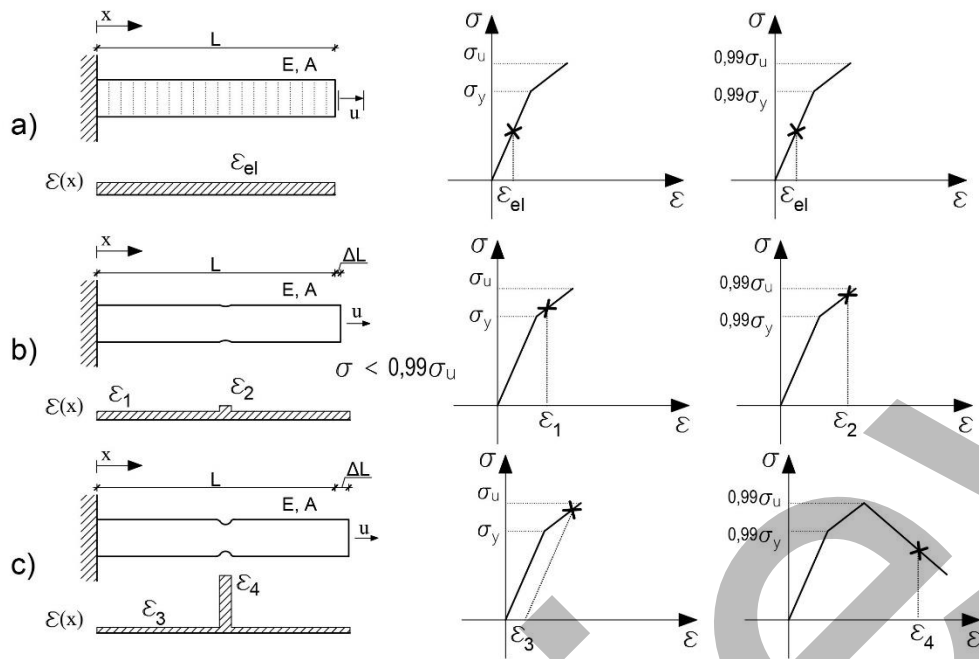 x
L
E, A
u
a)
ε(x)
εel
σ
σu
σy
εel
ε
σ
0,99σu
0,99σy
εel
ε
x
L
ΔL
E, A
u
b)
σ < 0,99σu
ε(x)
ε1
ε2
σ
σu
σy
ε1
ε
σ
0,99σu
0,99σy
ε2
ε
x
L
ΔL
E, A
u
c)
ε(x)
ε3
ε4
σ
σu
σy
ε3
ε
σ
0,99σu
0,99σy
ε4
ε